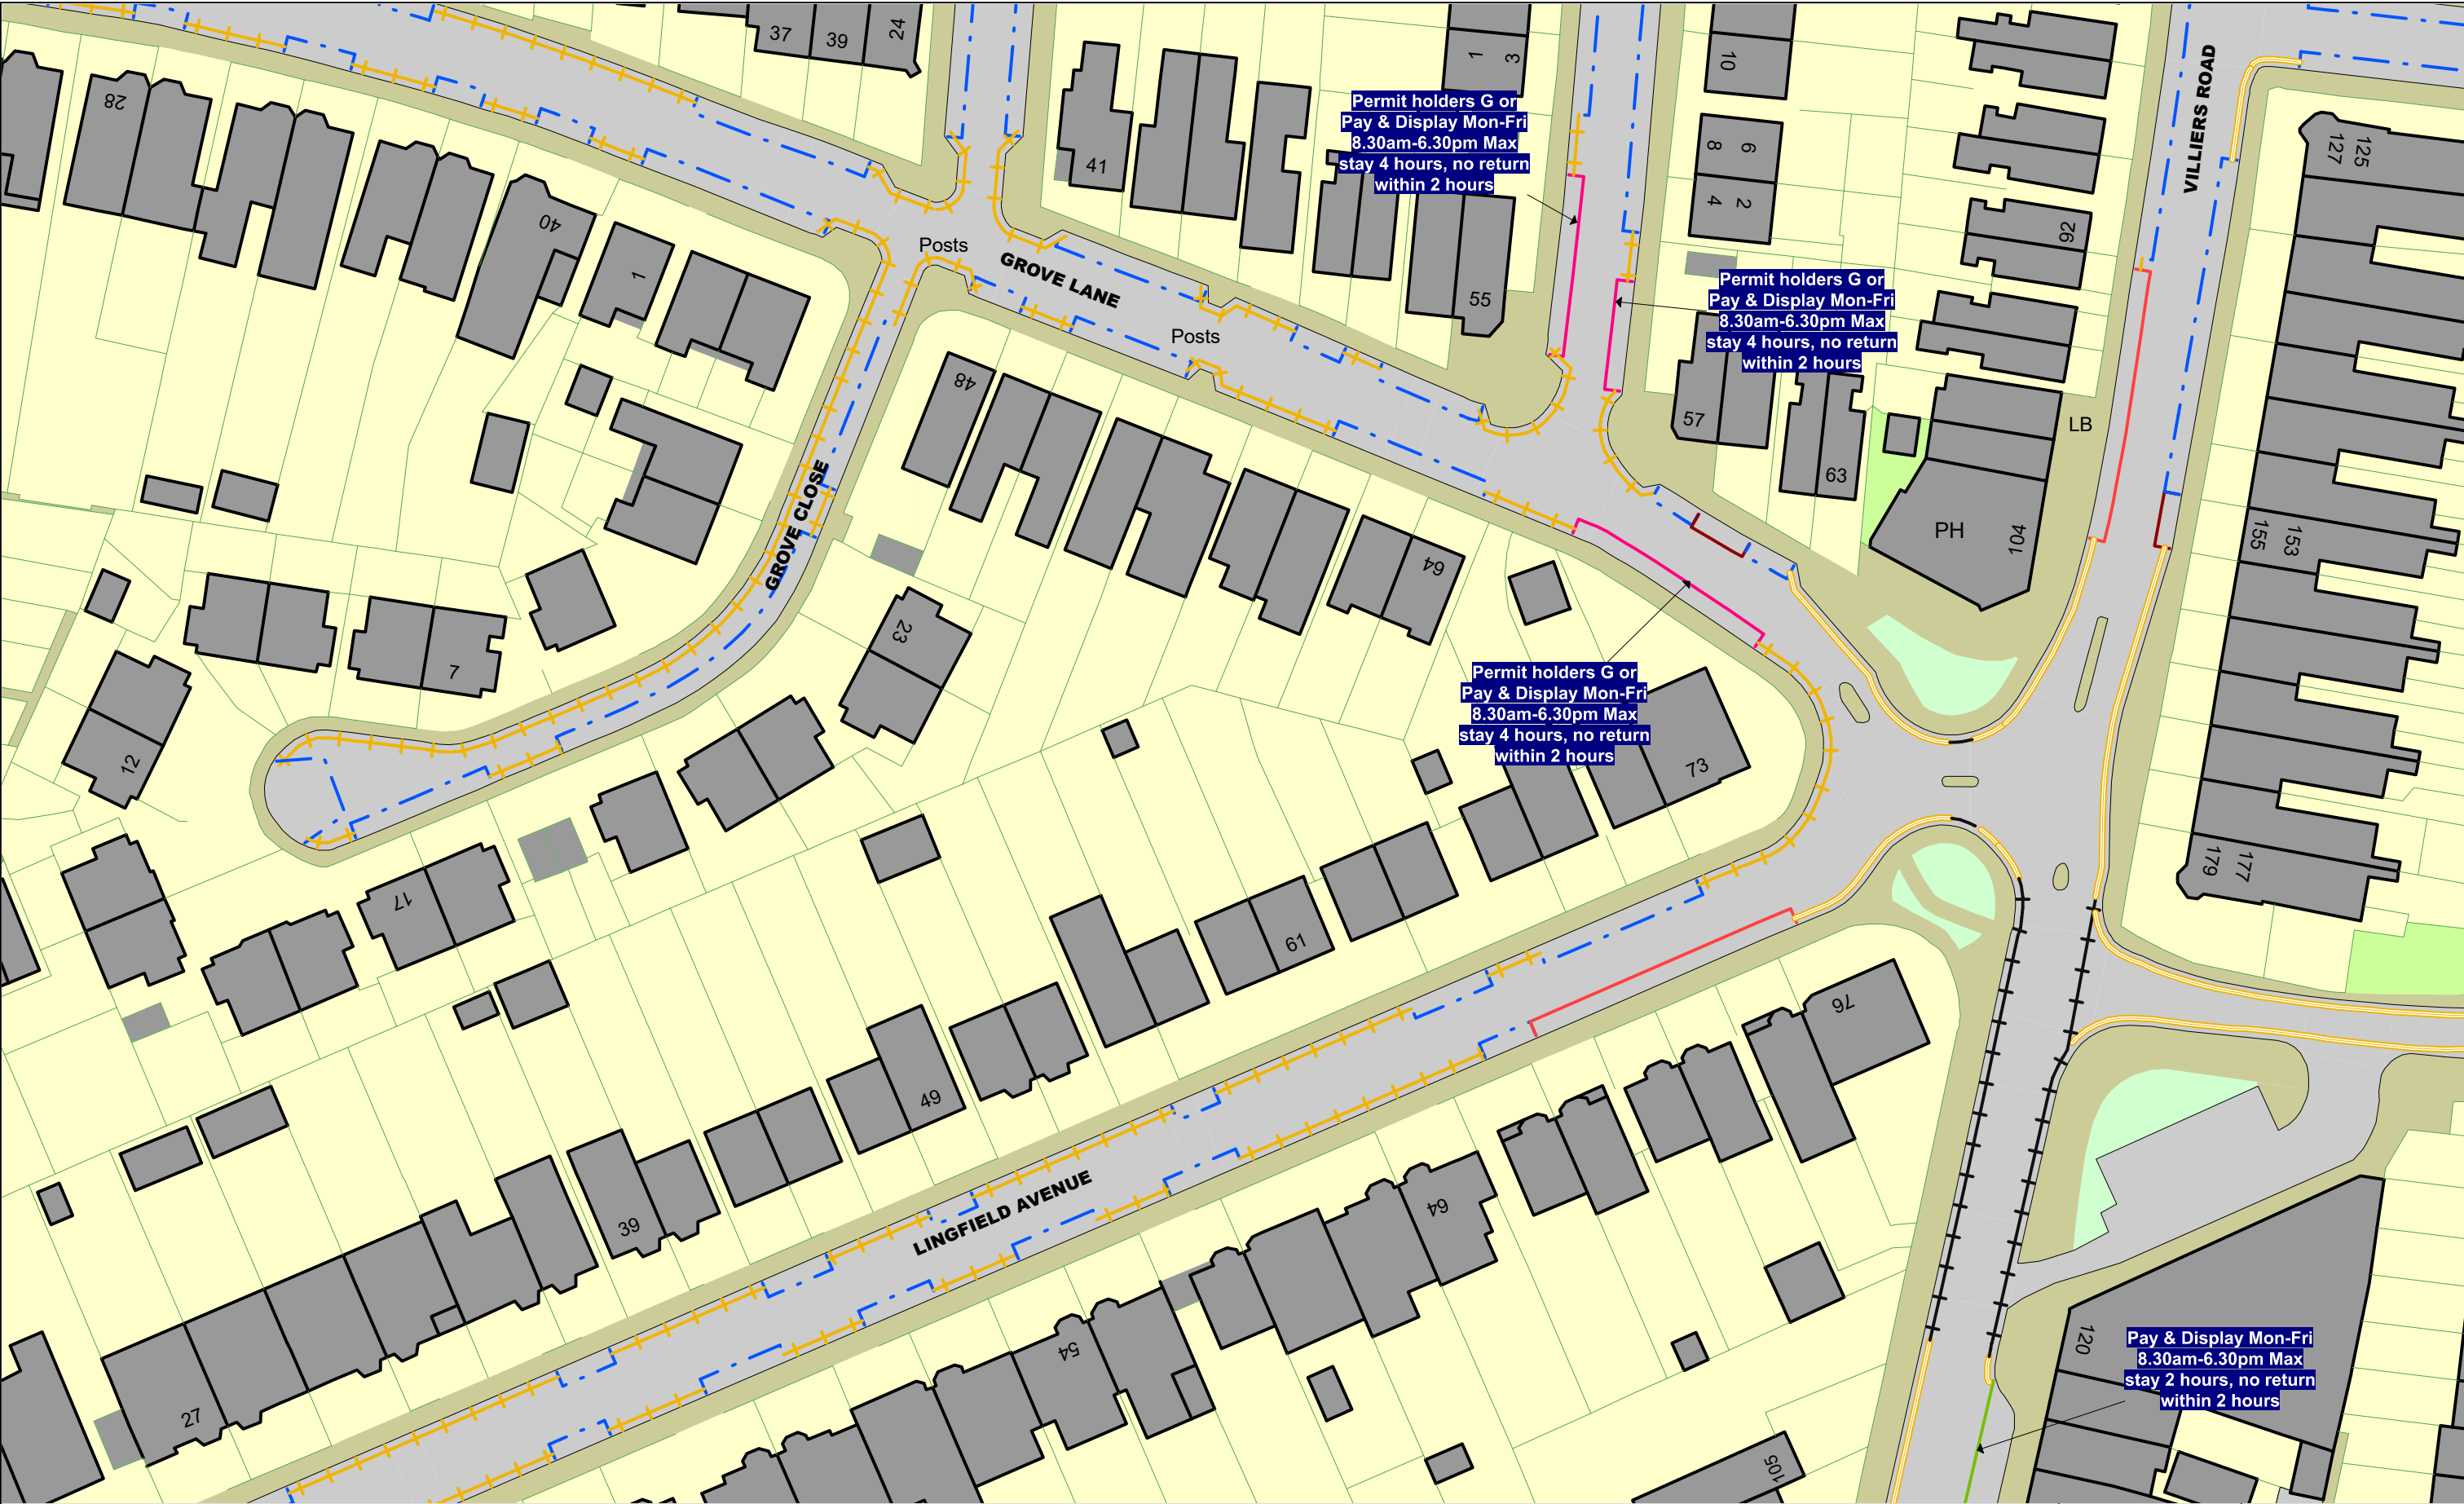 37
39
24
1
3
10
28
41
Permit holders G or
Pay & Display Mon-Fri
8.30am-6.30pm Max
stay 4 hours, no return
within 2 hours
8
6
4
2
VILLIERS ROAD
127
125
92
40
1
Posts
GROVE LANE
Posts
55
Permit holders G or
Pay & Display Mon-Fri
8.30am-6.30pm Max
stay 4 hours, no return
within 2 hours
48
57
63
LB
PH
104
155
153
GROVE CLOSE
64
23
7
12
Permit holders G or
Pay & Display Mon-Fri
8.30am-6.30pm Max
stay 4 hours, no return
within 2 hours
73
179
177
17
61
76
49
39
LINGFIELD AVENUE
64
54
27
120
Pay & Display Mon-Fri
8.30am-6.30pm Max
stay 2 hours, no return
within 2 hours
105